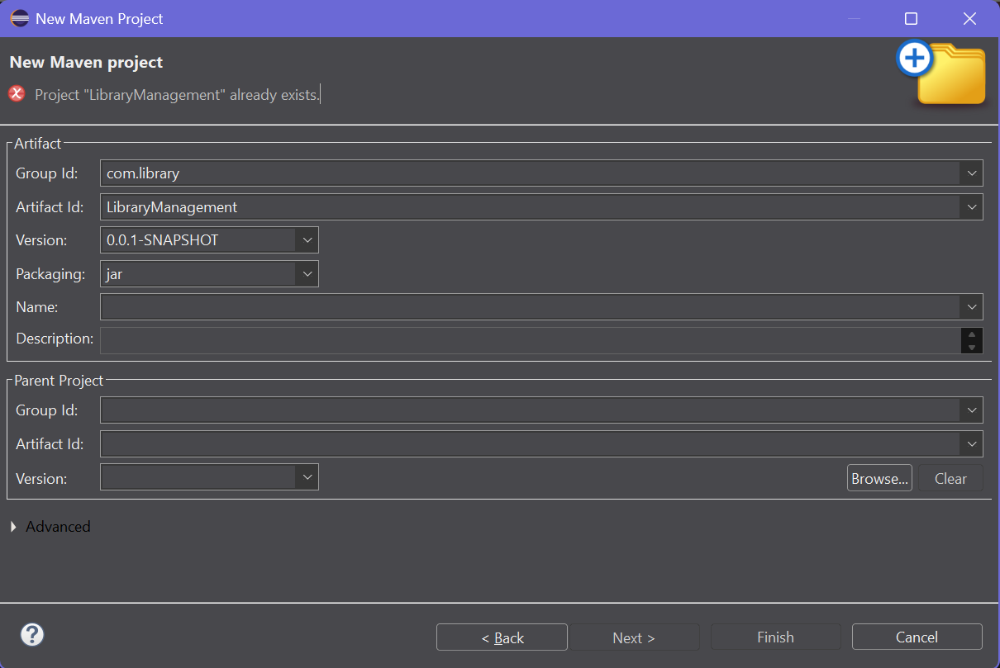 New Maven Project
New Maven project
Project "LibraryManagement" already exists.
Artifact
Group Id: com.library
Artifact Id: LibraryManagement
Version: 0.0.1-SNAPSHOT
Packaging: jar
Name:
Description:
Parent Project
Group Id:
Artifact Id:
Version:
Browse... Clear
Advanced
? < Back Next > Finish Cancel